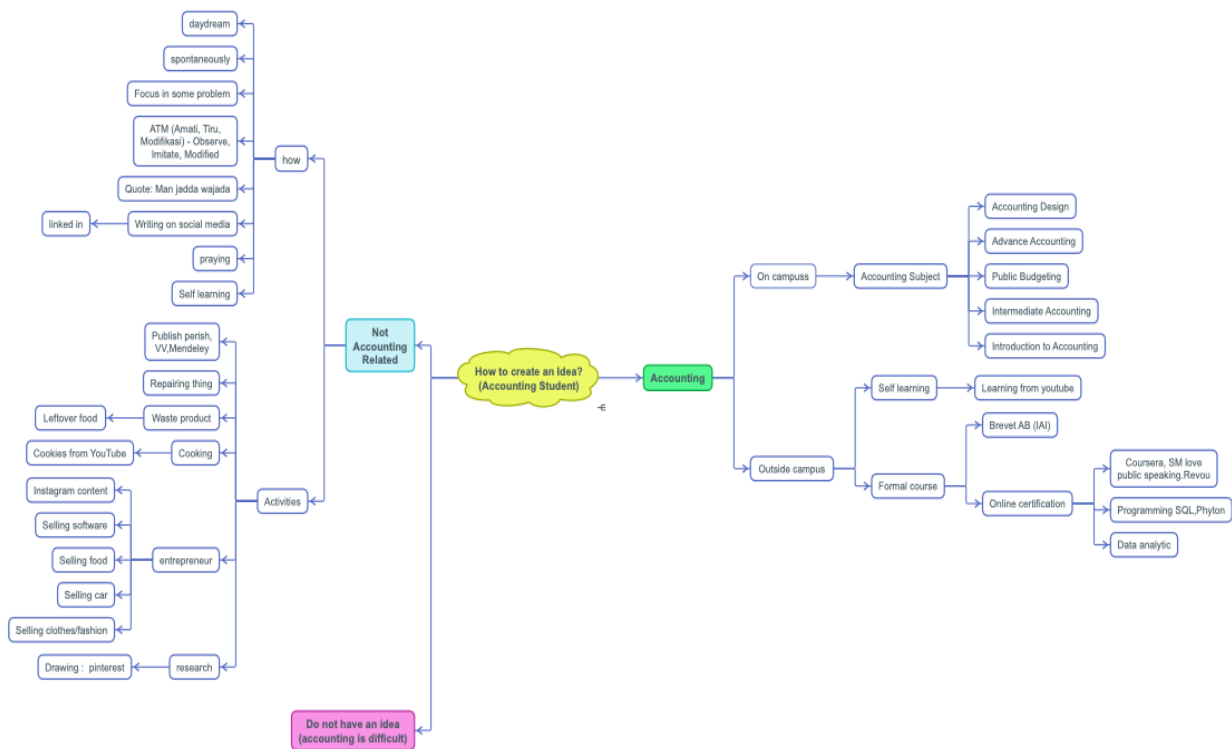 How to create an Idea?
(Accounting Student)
Not
Accounting
Related
how
daydream
spontaneously
Focus in some problem
ATM (Amati, Tiru,
Modifikasi) - Observe,
Imitate, Modified
Quote: Man jadda wajada
Writing on social media
linked in
praying
Self learning
Activities
Publish perish,
VV,Mendeley
Repairing thing
Waste product
Leftover food
Cooking
Cookies from YouTube
entrepreneur
Instagram content
Selling software
Selling food
Selling car
Selling clothes/fashion
research
Drawing : pinterest
Do not have an idea
(accounting is difficult)
Accounting
On campuss
Accounting Subject
Accounting Design
Advance Accounting
Public Budgeting
Intermediate Accounting
Introduction to Accounting
Outside campus
Self learning
Learning from youtube
Formal course
Brevet AB (IAI)
Online certification
Coursera, SM love
public speaking.Revou
Programming SQL,Phyton
Data analytic